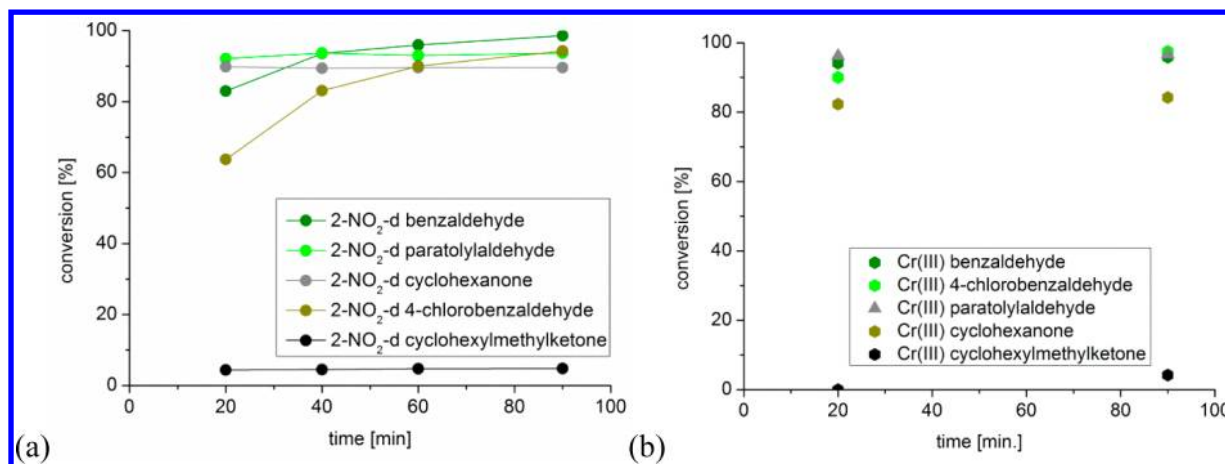 100
80
60
40
20
0
conversion [%]
2-NO₂-d benzaldehyde
2-NO₂-d paratolylaldehyde
2-NO₂-d cyclohexanone
2-NO₂-d 4-chlorobenzaldehyde
2-NO₂-d cyclohexylmethylketone
0 20 40 60 80 100
time [min]
(a)
100
80
60
40
20
0
conversion [%]
Cr(III) benzaldehyde
Cr(III) 4-chlorobenzaldehyde
Cr(III) paratolylaldehyde
Cr(III) cyclohexanone
Cr(III) cyclohexylmethylketone
0 20 40 60 80 100
time [min.]
(b)